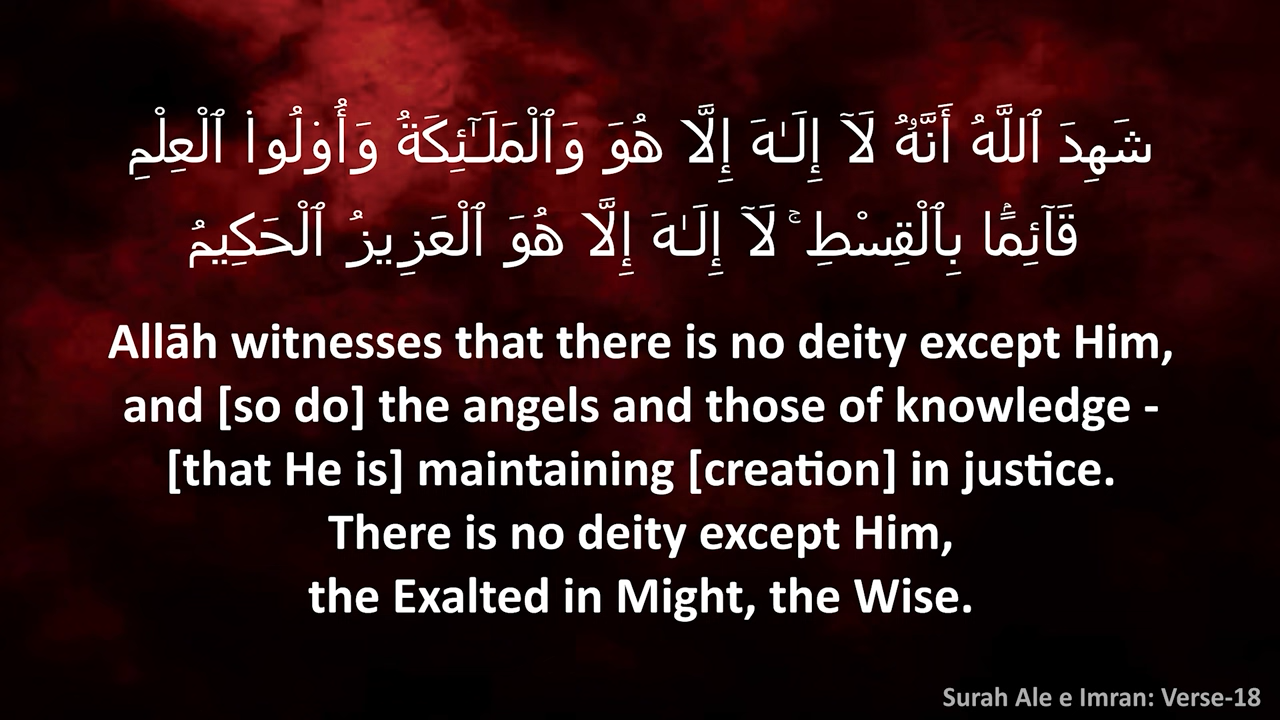 شَهِدَ ٱللَّهُ أَنَّهُۥ لَآ إِلَـٰهَ إِلَّا هُوَ وَٱلْمَلَـٰٓئِكَةُ وَأُو۟لُوا۟ ٱلْعِلْمِ
قَآئِمًۢا بِٱلْقِسْطِ ۚ لَآ إِلَـٰهَ إِلَّا هُوَ ٱلْعَزِيزُ ٱلْحَكِيمُ
Allāh witnesses that there is no deity except Him,
and [so do] the angels and those of knowledge -
[that He is] maintaining [creation] in justice.
There is no deity except Him,
the Exalted in Might, the Wise.
Surah Ale e Imran: Verse-18